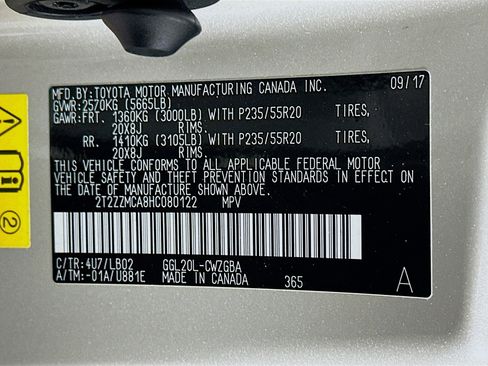 MFD.BY:TOYOTA MOTOR MANUFACTURING CANADA INC.
GVWR:2570KG (5665LB) 09/17
GAWR:FRT. 1360KG (3000LB) WITH P235/55R20 TIRES,
20X8J RIMS.
RR. 1410KG (3105LB) WITH P235/55R20 TIRES,
20X8J RIMS.
THIS VEHICLE CONFORMS TO ALL APPLICABLE FEDERAL MOTOR
VEHICLE SAFETY AND THEFT PREVENTION STANDARDS IN EFFECT ON
THE DATE OF MANUFACTURE SHOWN ABOVE.
2T2ZZMCA8HC080122 MPV
C/TR:4U7/LB02 GGL20L-CWZGBA
A/TM:-01A/U881E MADE IN CANADA 365 A
2